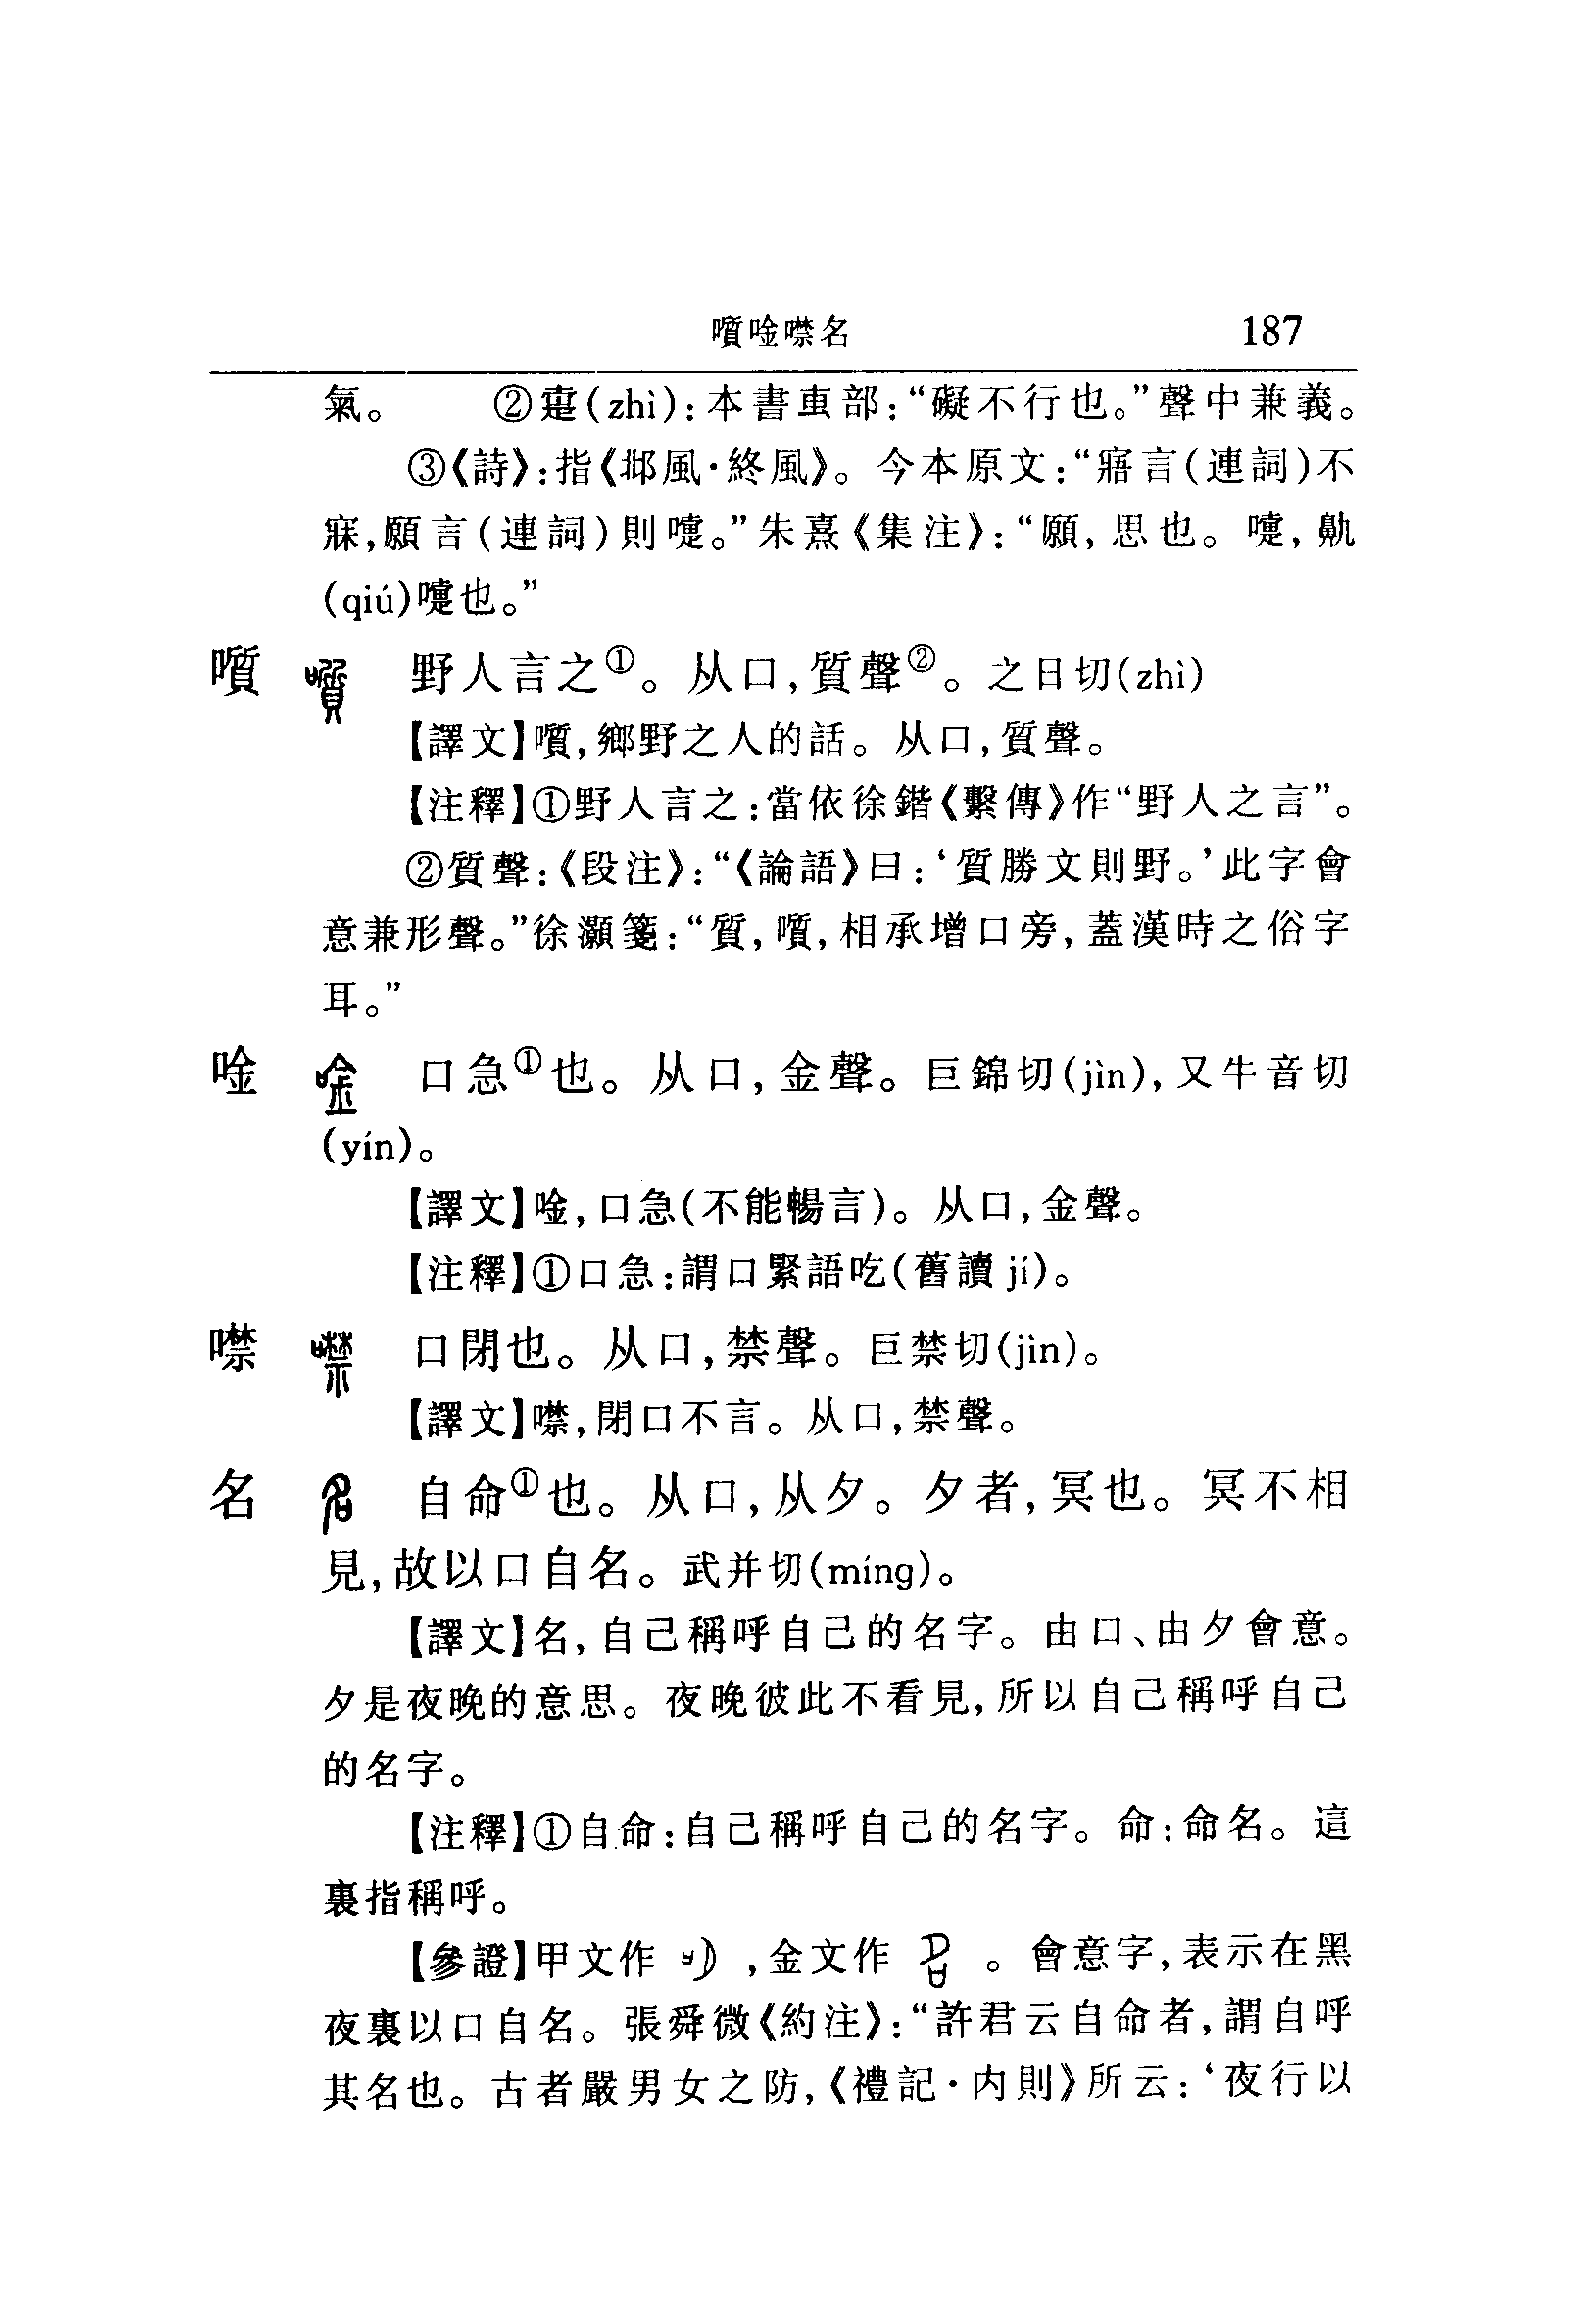 嚍唫噤名 187
氣。 ②疐(zhì):本書叀部:“礙不行也。”聲中兼義。
③《詩》:指《邶風·終風》。今本原文:“寤言(連詞)不
寐,願言(連詞)則嚏。”朱熹《集注》:“願,思也。嚏,鼽
(qiú)嚏也。”
野人言之①。从口,質聲②。之日切(zhì)
【譯文】,鄉野之人的話。从口,質聲。
【注釋】①野人言之:當依徐鍇《繫傳》作“野人之言”。
②質聲:《段注》:“《論語》曰:‘質勝文則野。’此字會
意兼形聲。”徐灝箋:“質,,相承增口旁,蓋漢時之俗字
耳。”
唫 口急①也。从口,金聲。巨錦切(jìn),又牛音切
(yín)。
【譯文】唫,口急(不能暢言)。从口,金聲。
【注釋】①口急:謂口緊語吃(舊讀jí)。
噤 口閉也。从口,禁聲。巨禁切(jìn)。
【譯文】噤,閉口不言。从口,禁聲。
名 自命①也。从口,从夕。夕者,冥也。冥不相
見,故以口自名。武并切(míng)。
【譯文】名,自己稱呼自己的名字。由口、由夕會意。
夕是夜晚的意思。夜晚彼此不看見,所以自己稱呼自己
的名字。
【注釋】①自命:自己稱呼自己的名字。命:命名。這
裏指稱呼。
【參證】甲文作 ,金文作 。會意字,表示在黑
夜裏以口自名。張舜徽《約注》:“許君云自命者,謂自呼
其名也。古者嚴男女之防,《禮記·内則》所云:‘夜行以